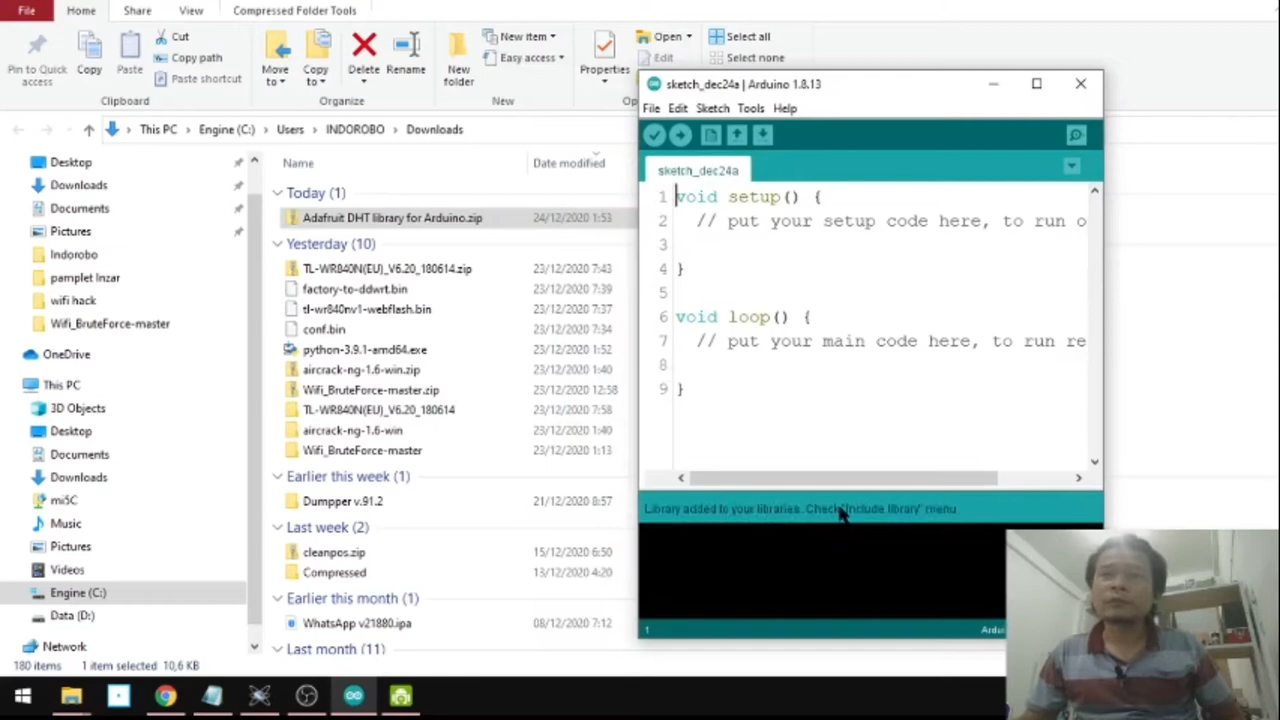 File Home Share View Compressed Folder Tools
Pin to Quick access
Copy
Paste
Cut
Copy path
Paste shortcut
Clipboard
Move to
Copy to
Delete
Rename
Organize
New folder
New item
Easy access
New
Properties
Open
Edit
Select all
Select none
This PC Engine (C:) Users INDOROBO Downloads
Desktop
Downloads
Documents
Pictures
Indorobo
pamplet lnzar
wifi hack
Wifi_BruteForce-master
OneDrive
This PC
3D Objects
Desktop
Documents
Downloads
mi5C
Music
Pictures
Videos
Engine (C:)
Data (D:)
Network
Name Date modified
Today (1)
Adafruit DHT library for Arduino.zip 24/12/2020 1:53
Yesterday (10)
TL-WR840N(EU)_V6.20_180614.zip 23/12/2020 7:43
factory-to-ddwrt.bin 23/12/2020 7:39
tl-wr840nv1-webflash.bin 23/12/2020 7:37
conf.bin 23/12/2020 7:34
python-3.9.1-amd64.exe 23/12/2020 1:52
aircrack-ng-1.6-win.zip 23/12/2020 1:40
Wifi_BruteForce-master.zip 23/12/2020 12:58
TL-WR840N(EU)_V6.20_180614 23/12/2020 7:58
aircrack-ng-1.6-win 23/12/2020 1:40
Wifi_BruteForce-master 23/12/2020 1:13
Earlier this week (1)
Dumpper v.91.2 21/12/2020 8:57
Last week (2)
cleanpos.zip 15/12/2020 6:50
Compressed 13/12/2020 4:20
Earlier this month (1)
WhatsApp v21880.ipa 08/12/2020 7:12
Last month (11)
180 items 1 item selected 10,6 KB
sketch_dec24a | Arduino 1.8.13
File Edit Sketch Tools Help
sketch_dec24a
1 void setup() {
2 // put your setup code here, to run o
3
4 }
5
6 void loop() {
7 // put your main code here, to run re
8
9 }
Library added to your libraries. Check "Include library" menu
1